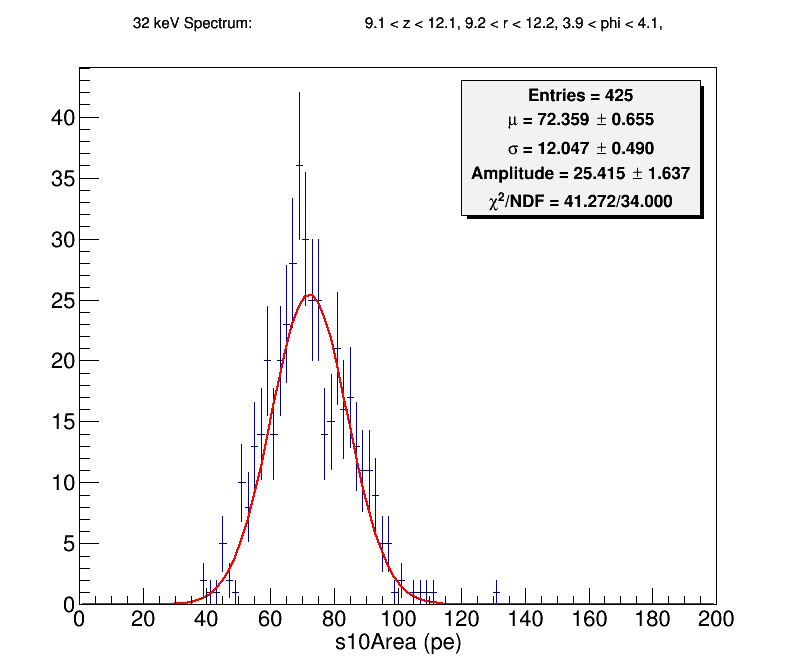 32 keV Spectrum: 9.1 < z < 12.1, 9.2 < r < 12.2, 3.9 < phi < 4.1,
Entries = 425
μ = 72.359 ± 0.655
σ = 12.047 ± 0.490
Amplitude = 25.415 ± 1.637
χ²/NDF = 41.272/34.000
40
35
30
25
20
15
10
5
0
0 20 40 60 80 100 120 140 160 180 200
s10Area (pe)